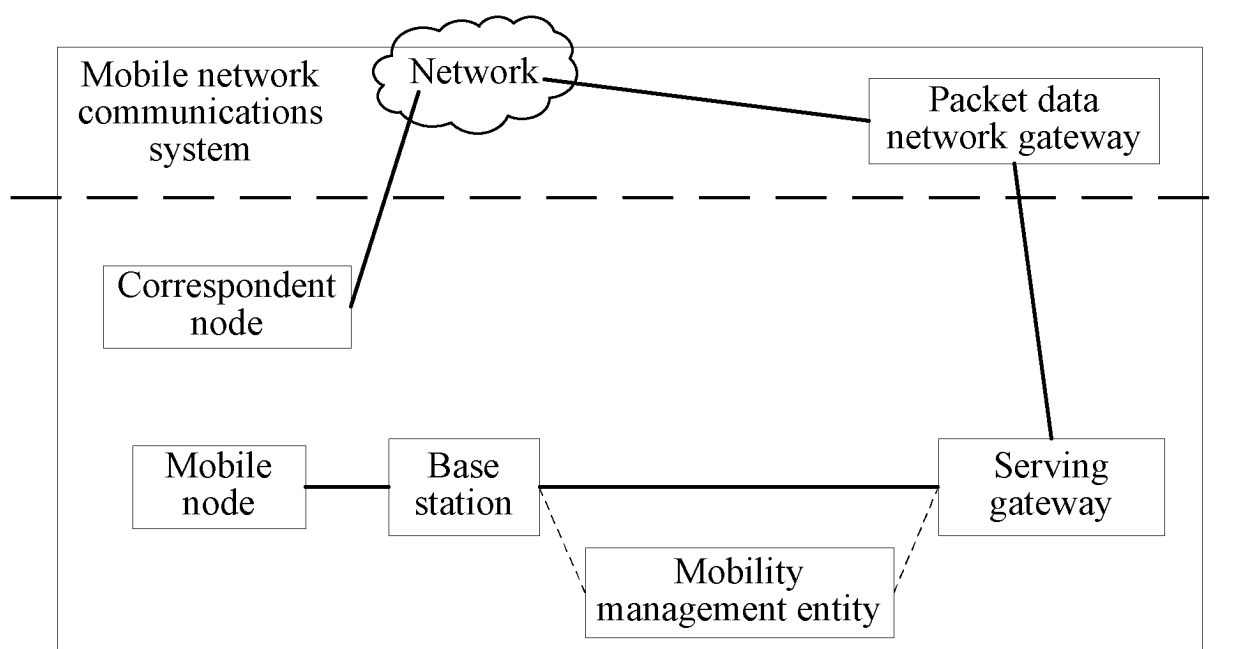 Mobile network
communications
system
Network
Packet data
network gateway
Correspondent
node
Mobile
node
Base
station
Serving
gateway
Mobility
management entity